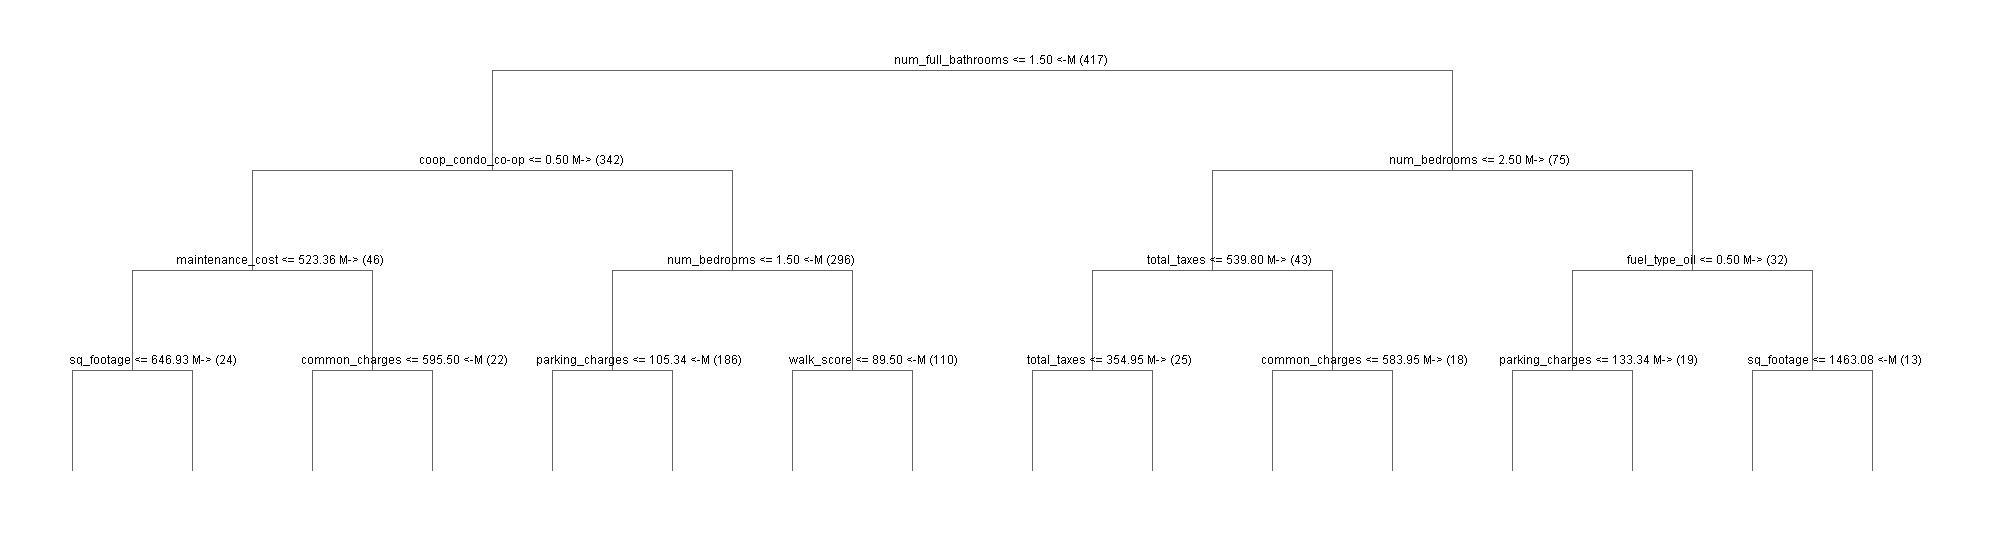 num_full_bathrooms <= 1.50 <-M (417)
coop_condo_co-op <= 0.50 M-> (342)
num_bedrooms <= 2.50 M-> (75)
maintenance_cost <= 523.36 M-> (46)
num_bedrooms <= 1.50 <-M (296)
total_taxes <= 539.80 M-> (43)
fuel_type_oil <= 0.50 M-> (32)
sq_footage <= 646.93 M-> (24)
common_charges <= 595.50 <-M (22)
parking_charges <= 105.34 <-M (186)
walk_score <= 89.50 <-M (110)
total_taxes <= 354.95 M-> (25)
common_charges <= 583.95 M-> (18)
parking_charges <= 133.34 M-> (19)
sq_footage <= 1463.08 <-M (13)